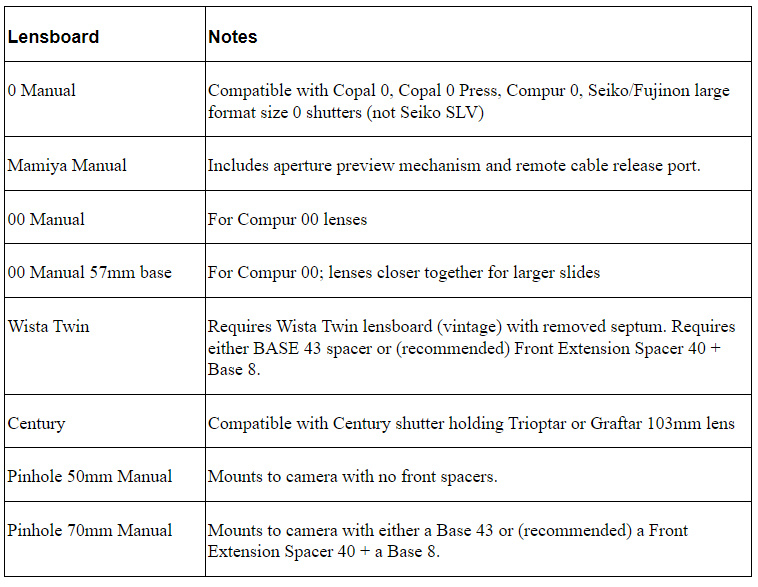 Lensboard Notes
0 Manual Compatible with Copal 0, Copal 0 Press, Compur 0, Seiko/Fujinon large
format size 0 shutters (not Seiko SLV)
Mamiya Manual Includes aperture preview mechanism and remote cable release port.
00 Manual For Compur 00 lenses
00 Manual 57mm base For Compur 00; lenses closer together for larger slides
Wista Twin Requires Wista Twin lensboard (vintage) with removed septum. Requires
either BASE 43 spacer or (recommended) Front Extension Spacer 40 +
Base 8.
Century Compatible with Century shutter holding Trioptar or Graftar 103mm lens
Pinhole 50mm Manual Mounts to camera with no front spacers.
Pinhole 70mm Manual Mounts to camera with either a Base 43 or (recommended) a Front
Extension Spacer 40 + a Base 8.